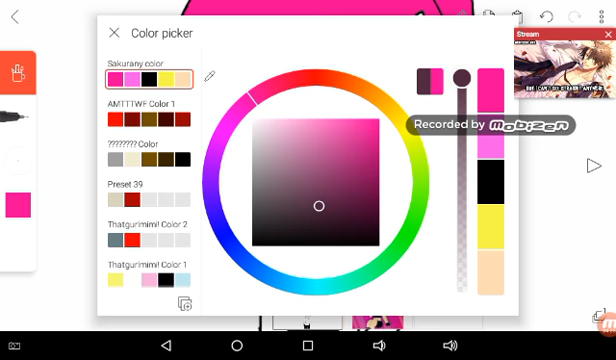 Color picker
Stream
Sakurany color
AMTTTWF Color 1
Recorded by MOBIZEN
???????? Color
Preset 39
Thatgurimimi! Color 2
Thatgurimimi! Color 1